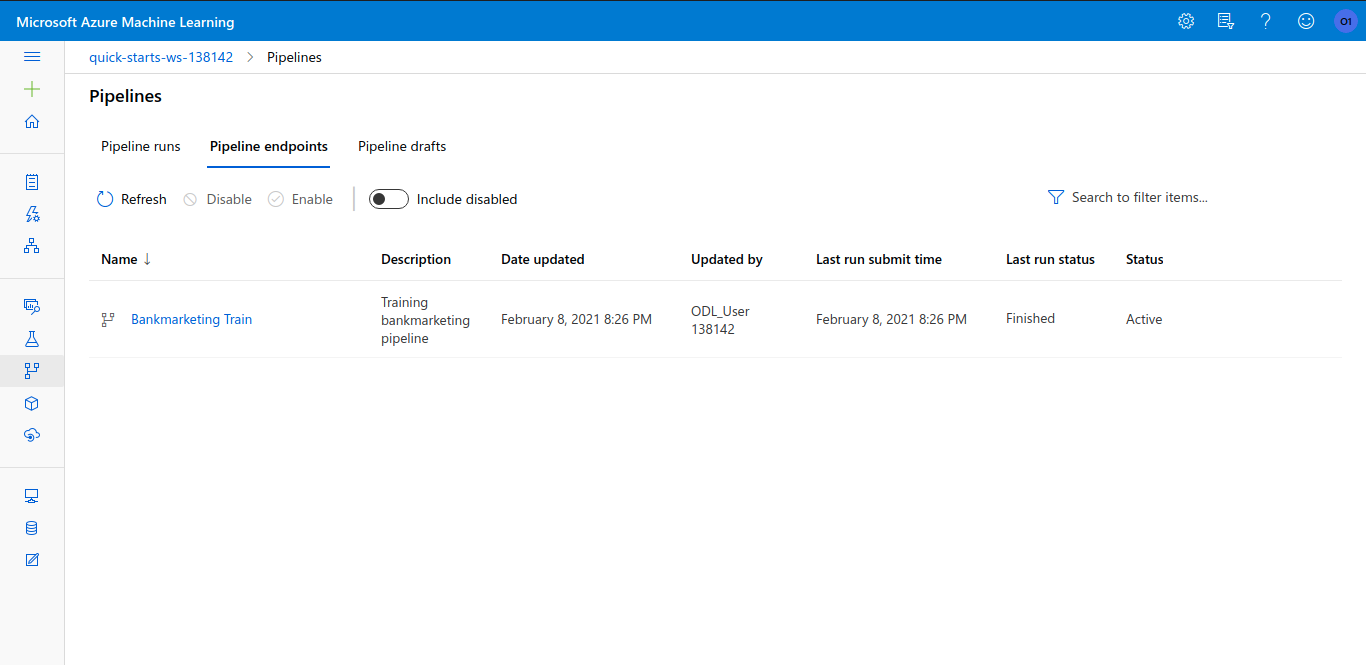 Microsoft Azure Machine Learning
O1
quick-starts-ws-138142 > Pipelines
Pipelines
Pipeline runs Pipeline endpoints Pipeline drafts
Refresh Disable Enable Include disabled Search to filter items...
Name ↓ Description Date updated Updated by Last run submit time Last run status Status
Bankmarketing Train
Training
bankmarketing
pipeline
February 8, 2021 8:26 PM
ODL_User
138142
February 8, 2021 8:26 PM
Finished
Active